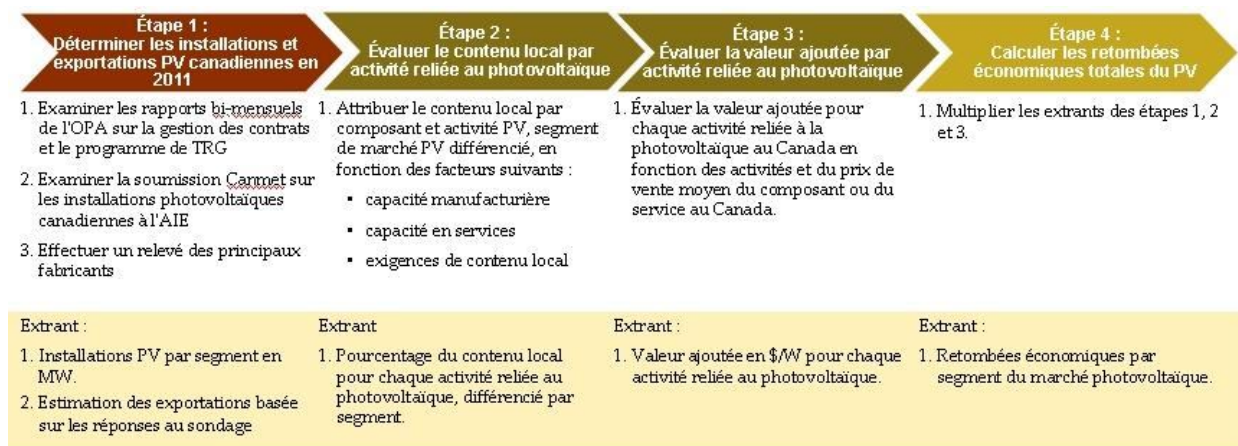 Étape 1 :
Déterminer les installations et
exportations PV canadiennes en
2011
Étape 2 :
Évaluer le contenu local par
activité reliée au photovoltaïque
Étape 3 :
Évaluer la valeur ajoutée par
activité reliée au photovoltaïque
Étape 4 :
Calculer les retombées
économiques totales du PV
1. Examiner les rapports bi-mensuels
de l'OPA sur la gestion des contrats
et le programme de TRG
2. Examiner la soumission Canmet sur
les installations photovoltaïques
canadiennes à l'AIE
3. Effectuer un relevé des principaux
fabricants
1. Attribuer le contenu local par
composant et activité PV, segment
de marché PV différencié, en
fonction des facteurs suivants :
▪ capacité manufacturière
▪ capacité en services
▪ exigences de contenu local
1. Évaluer la valeur ajoutée pour
chaque activité reliée à la
photovoltaïque au Canada en
fonction des activités et du prix de
vente moyen du composant ou du
service au Canada.
1. Multiplier les extrants des étapes 1, 2
et 3.
Extrant :
1. Installations PV par segment en
MW.
2. Estimation des exportations basée
sur les réponses au sondage
Extrant
1. Pourcentage du contenu local
pour chaque activité reliée au
photovoltaïque, différencié par
segment.
Extrant :
1. Valeur ajoutée en $/W pour chaque
activité reliée au photovoltaïque.
Extrant :
1. Retombées économiques par
segment du marché photovoltaïque.